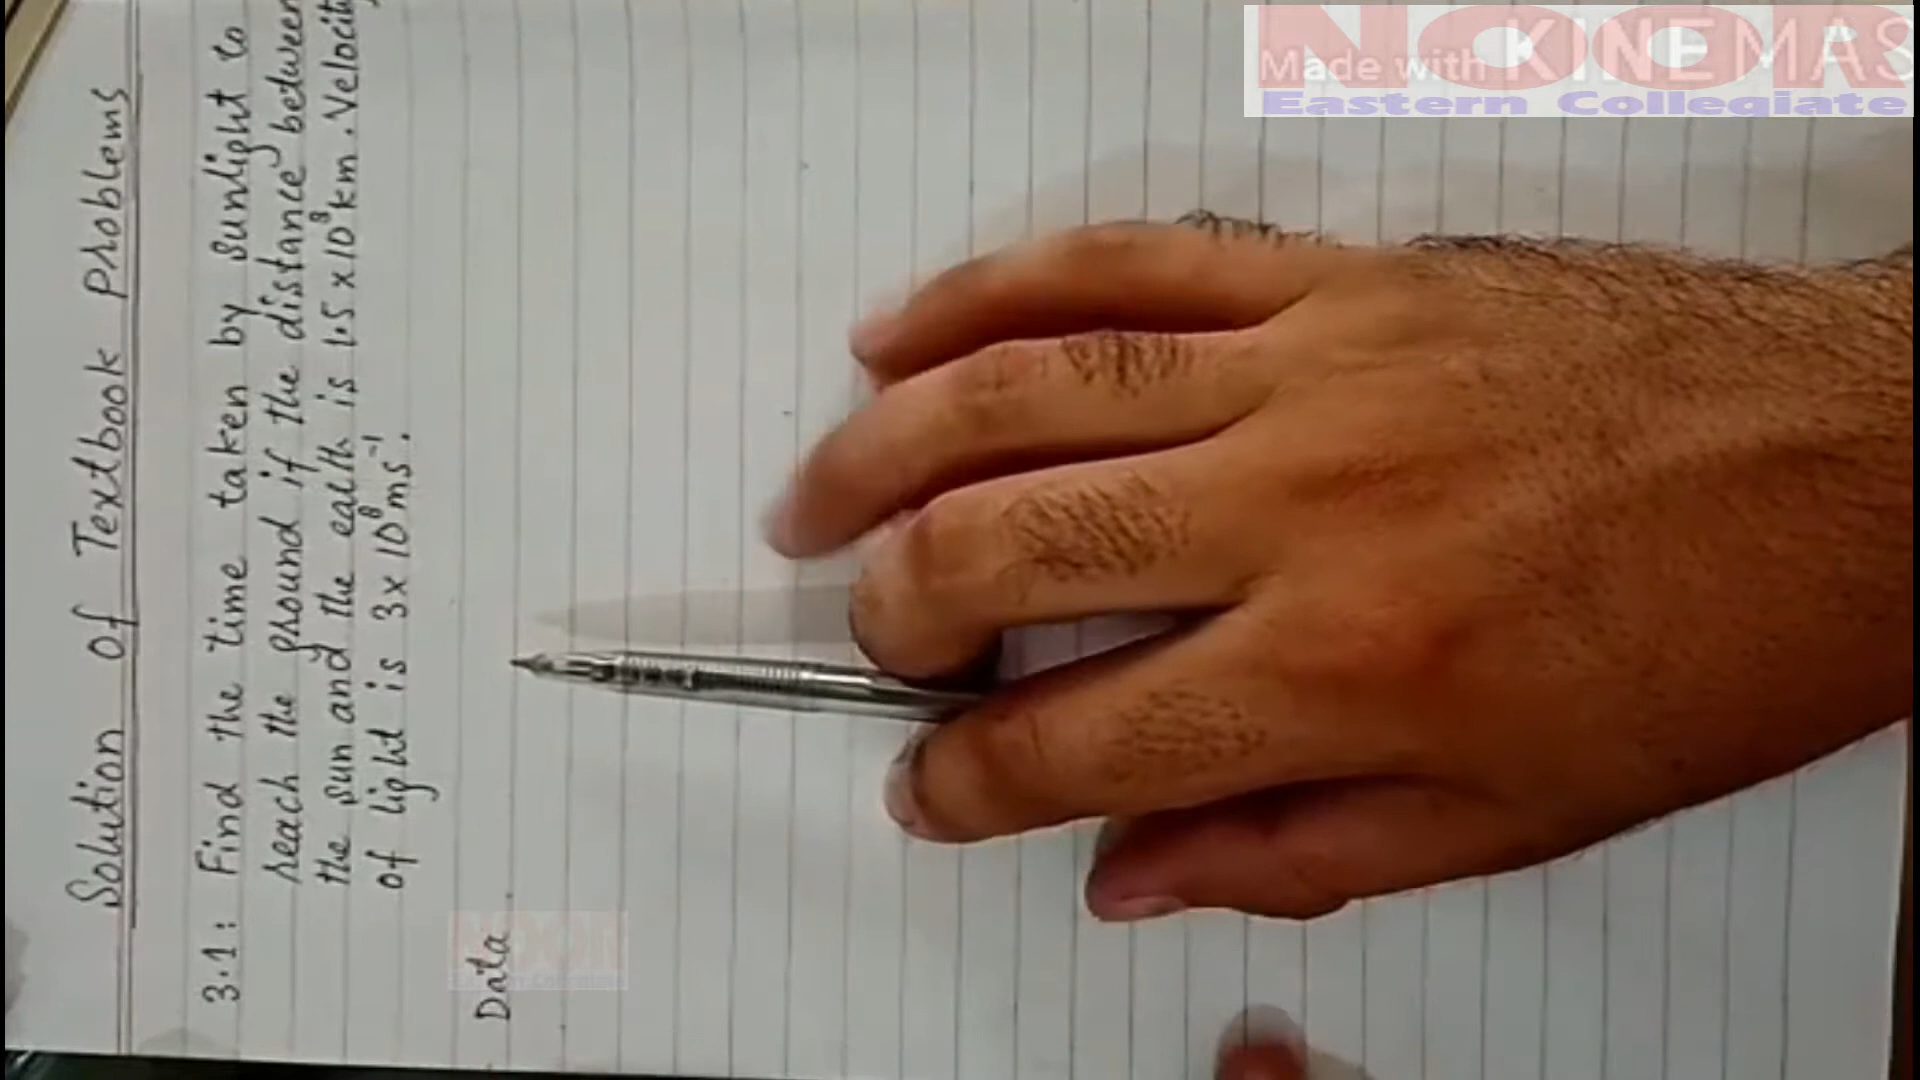 Solution of Textbook Problems
3.1: Find the time taken by sunlight to
reach the ground if the distance between
the sun and the earth is 1.5 x 10⁸ km. Velocity
of light is 3 x 10⁸ ms⁻¹.
Data
NOOR
Made with KINEMAS
Eastern Collegiate